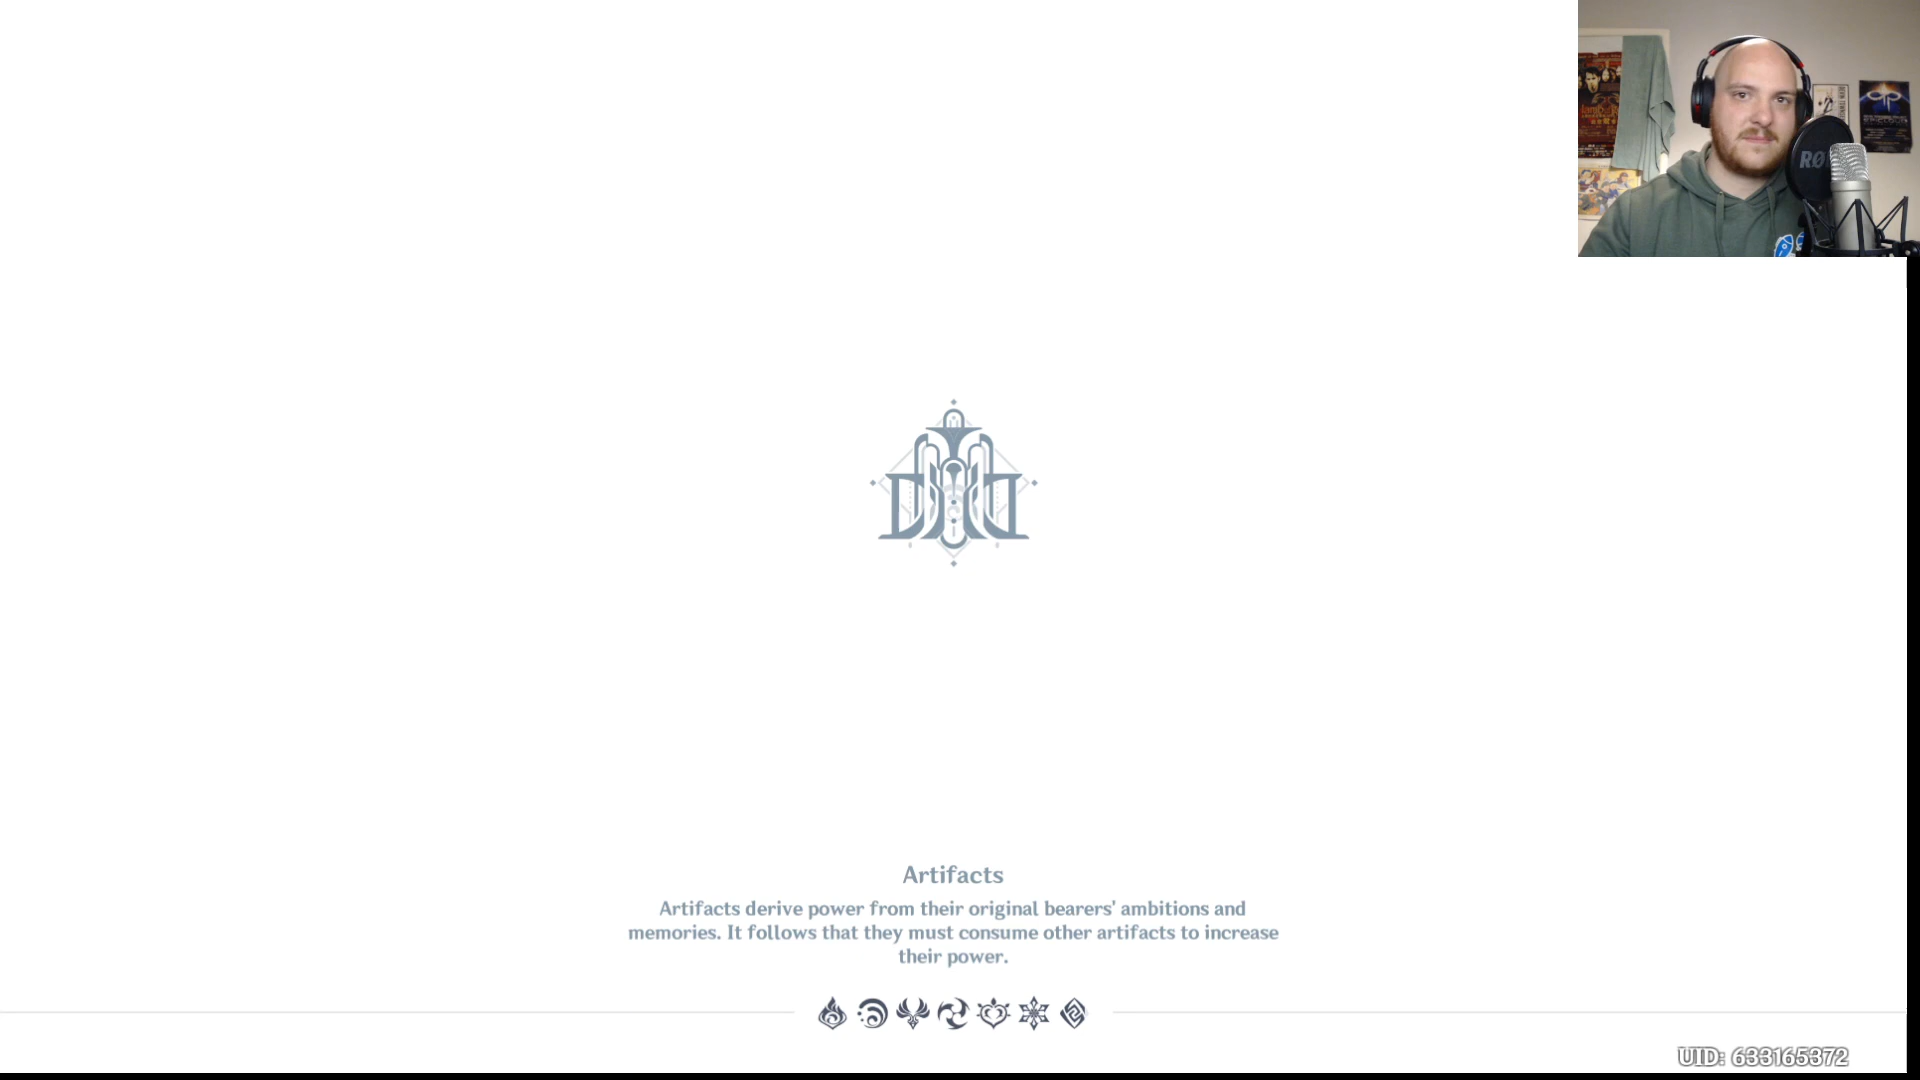 RØ
Artifacts
Artifacts derive power from their original bearers' ambitions and
memories. It follows that they must consume other artifacts to increase
their power.
UID: 633165372